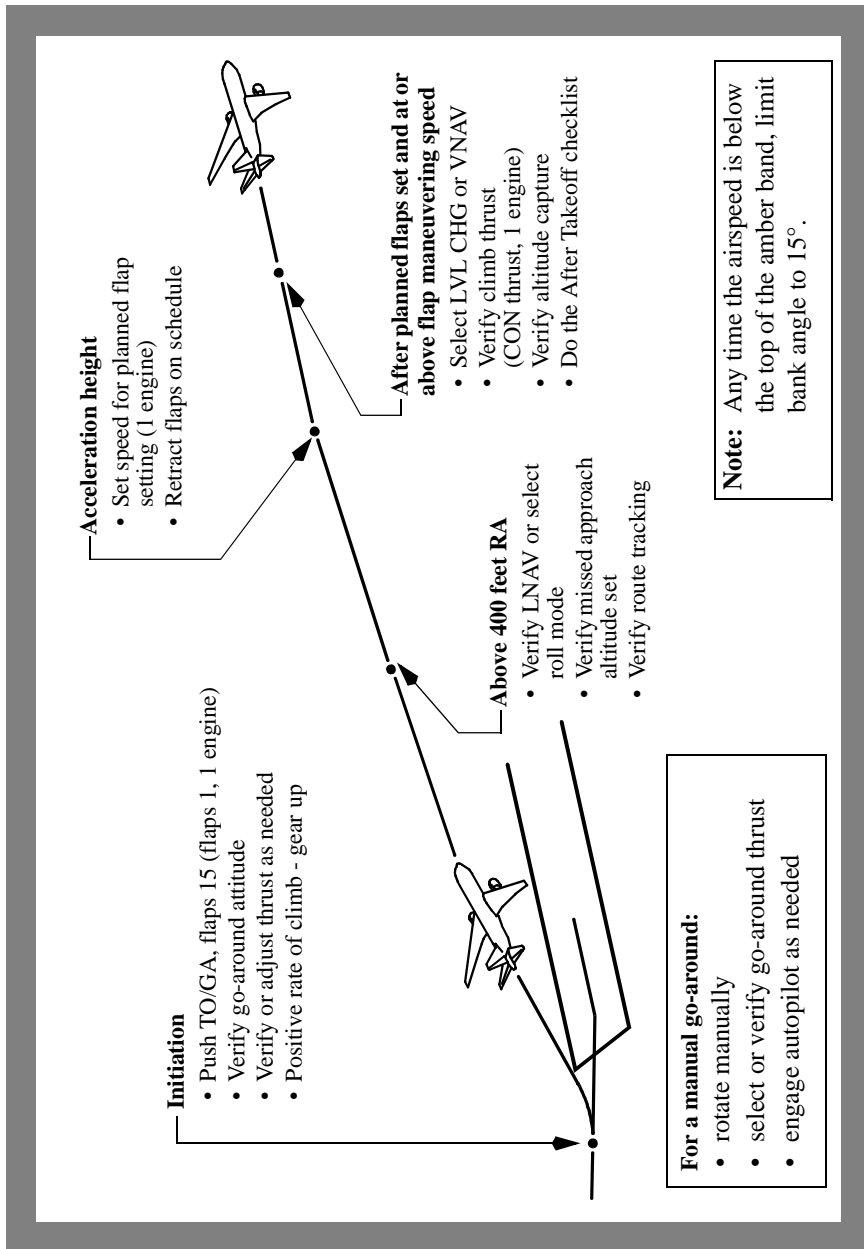 Initiation
• Push TO/GA, flaps 15 (flaps 1, 1 engine)
• Verify go-around attitude
• Verify or adjust thrust as needed
• Positive rate of climb - gear up
Above 400 feet RA
• Verify LNAV or select
roll mode
• Verify missed approach
altitude set
• Verify route tracking
Acceleration height
• Set speed for planned flap
setting (1 engine)
• Retract flaps on schedule
After planned flaps set and at or
above flap maneuvering speed
• Select LVL CHG or VNAV
• Verify climb thrust
(CON thrust, 1 engine)
• Verify altitude capture
• Do the After Takeoff checklist
For a manual go-around:
• rotate manually
• select or verify go-around thrust
• engage autopilot as needed
Note: Any time the airspeed is below
the top of the amber band, limit
bank angle to 15°.